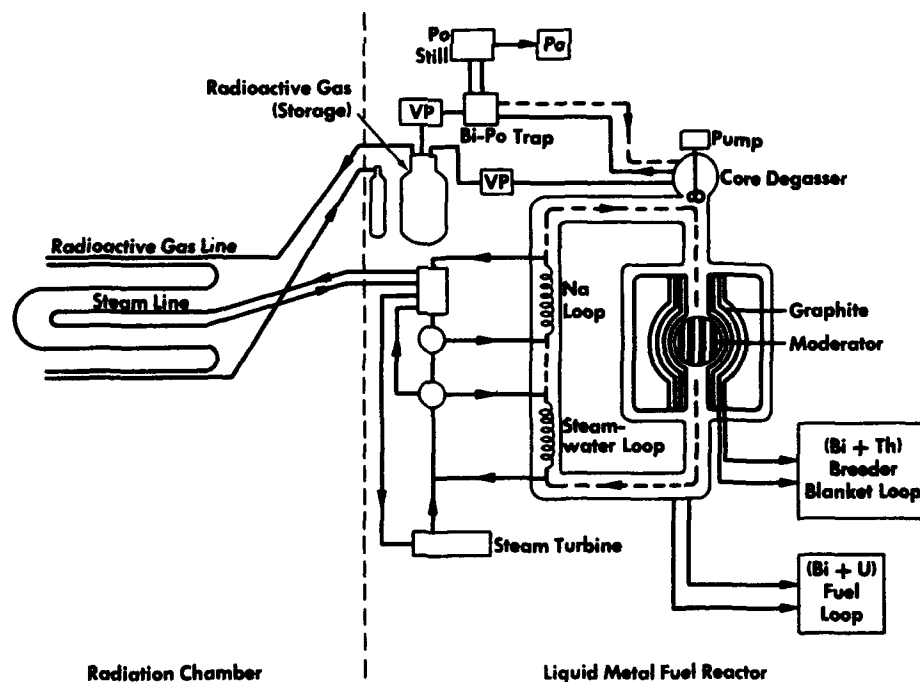 Po
Still
Po
Radioactive Gas
(Storage)
VP
Bi-Po Trap
Pump
VP
Core Degasser
Radioactive Gas Line
Na
Loop
Steam Line
Graphite
Moderator
Steam-
water Loop
(Bi + Th)
Breeder
Blanket Loop
Steam Turbine
(Bi + U)
Fuel
Loop
Radiation Chamber
Liquid Metal Fuel Reactor